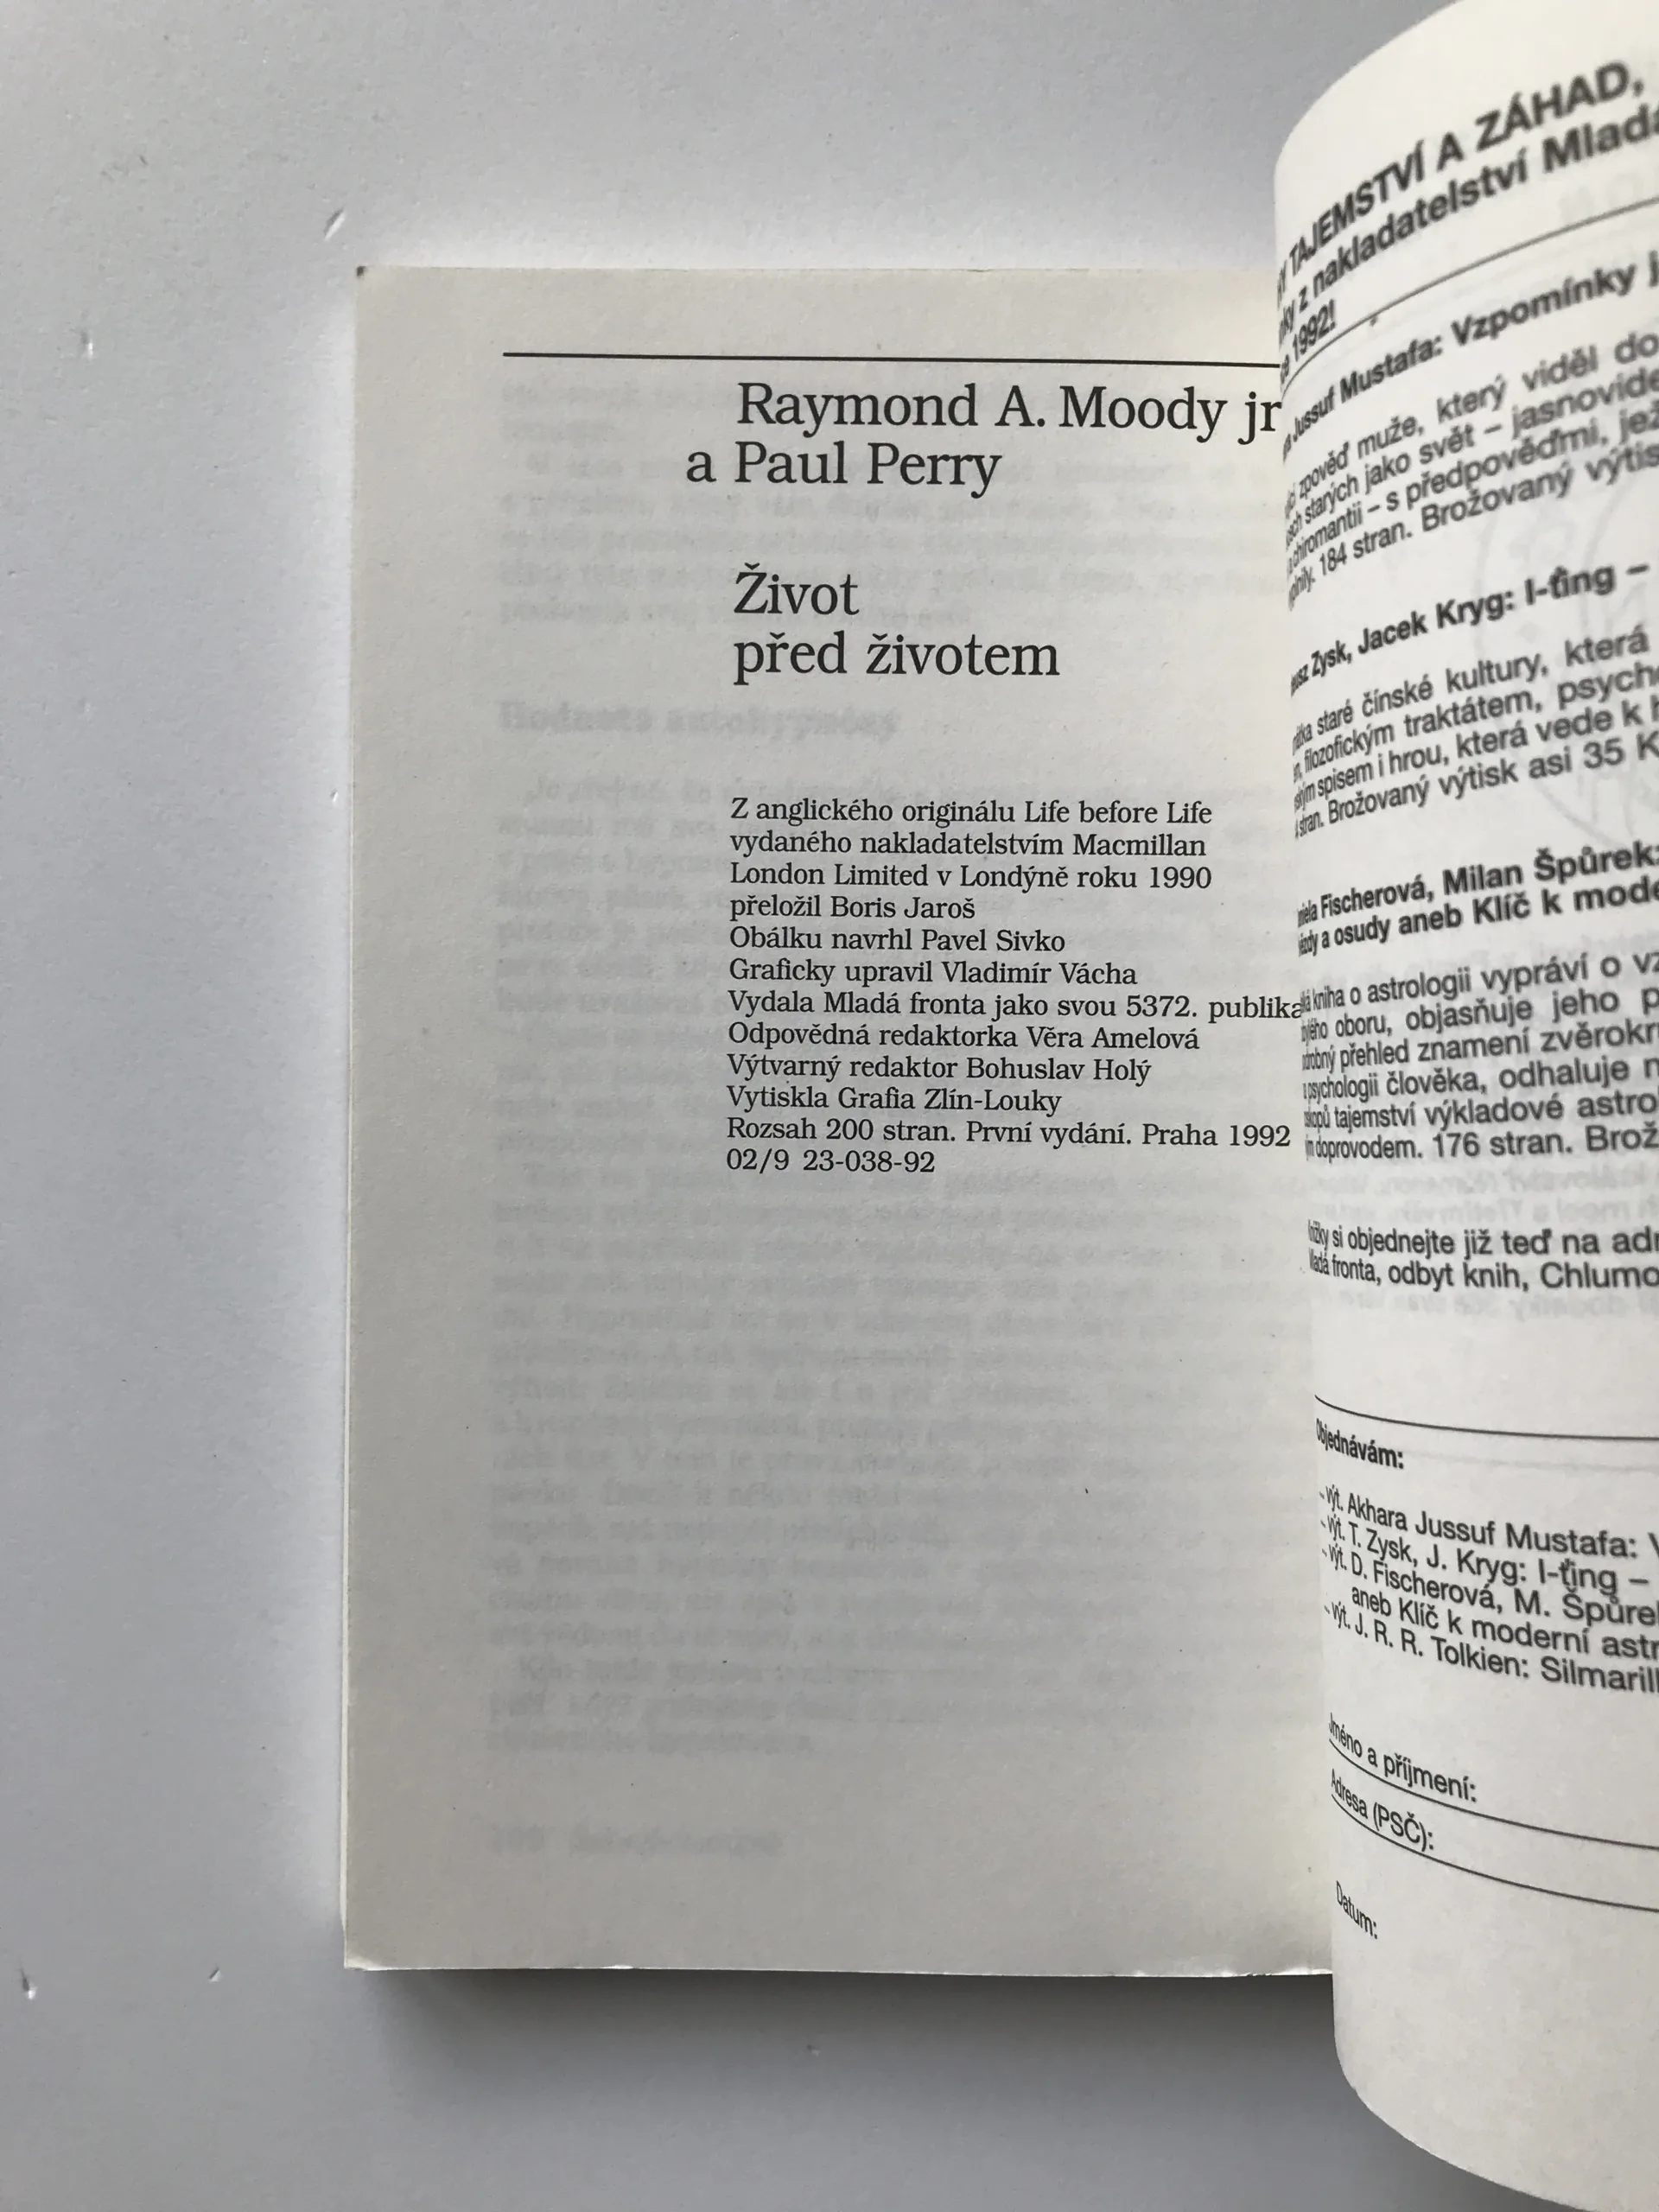 Raymond A. Moody jr
a Paul Perry
Život
před životem
Z anglického originálu Life before Life
vydaného nakladatelstvím Macmillan
London Limited v Londýně roku 1990
přeložil Boris Jaroš
Obálku navrhl Pavel Sivko
Graficky upravil Vladimír Vácha
Vydala Mladá fronta jako svou 5372. publika
Odpovědná redaktorka Věra Amelová
Výtvarný redaktor Bohuslav Holý
Vytiskla Grafia Zlín-Louky
Rozsah 200 stran. První vydání. Praha 1992
02/9 23-038-92
TAJEMSTVÍ A ZÁHAD,
z nakladatelství Mlad
1992!
Jussuf Mustafa: Vzpomínky j
zpověď muže, který viděl do
starých jako svět – jasnovide
chiromantii – s předpověďmi, jež
184 stran. Brožovaný výtis
Zysk, Jacek Kryg: I-ťing –
staré čínské kultury, která
filozofickým traktátem, psych
spisem i hrou, která vede k
stran. Brožovaný výtisk asi 35 K
Fischerová, Milan Špůrek:
a osudy aneb Klíč k mode
kniha o astrologii vypráví o vz
oboru, objasňuje jeho p
přehled znamení zvěrokr
psychologii člověka, odhaluje
tajemství výkladové astro
doprovodem. 176 stran. Brož
si objednejte již teď na adr
fronta, odbyt knih, Chlumo
Objednávám:
výt. Akhara Jussuf Mustafa: V
výt. T. Zysk, J. Kryg: I-ťing –
výt. D. Fischerová, M. Špůre
aneb Klíč k moderní astr
výt. J. R. R. Tolkien: Silmaril
Jméno a příjmení:
Adresa (PSČ):
Datum: